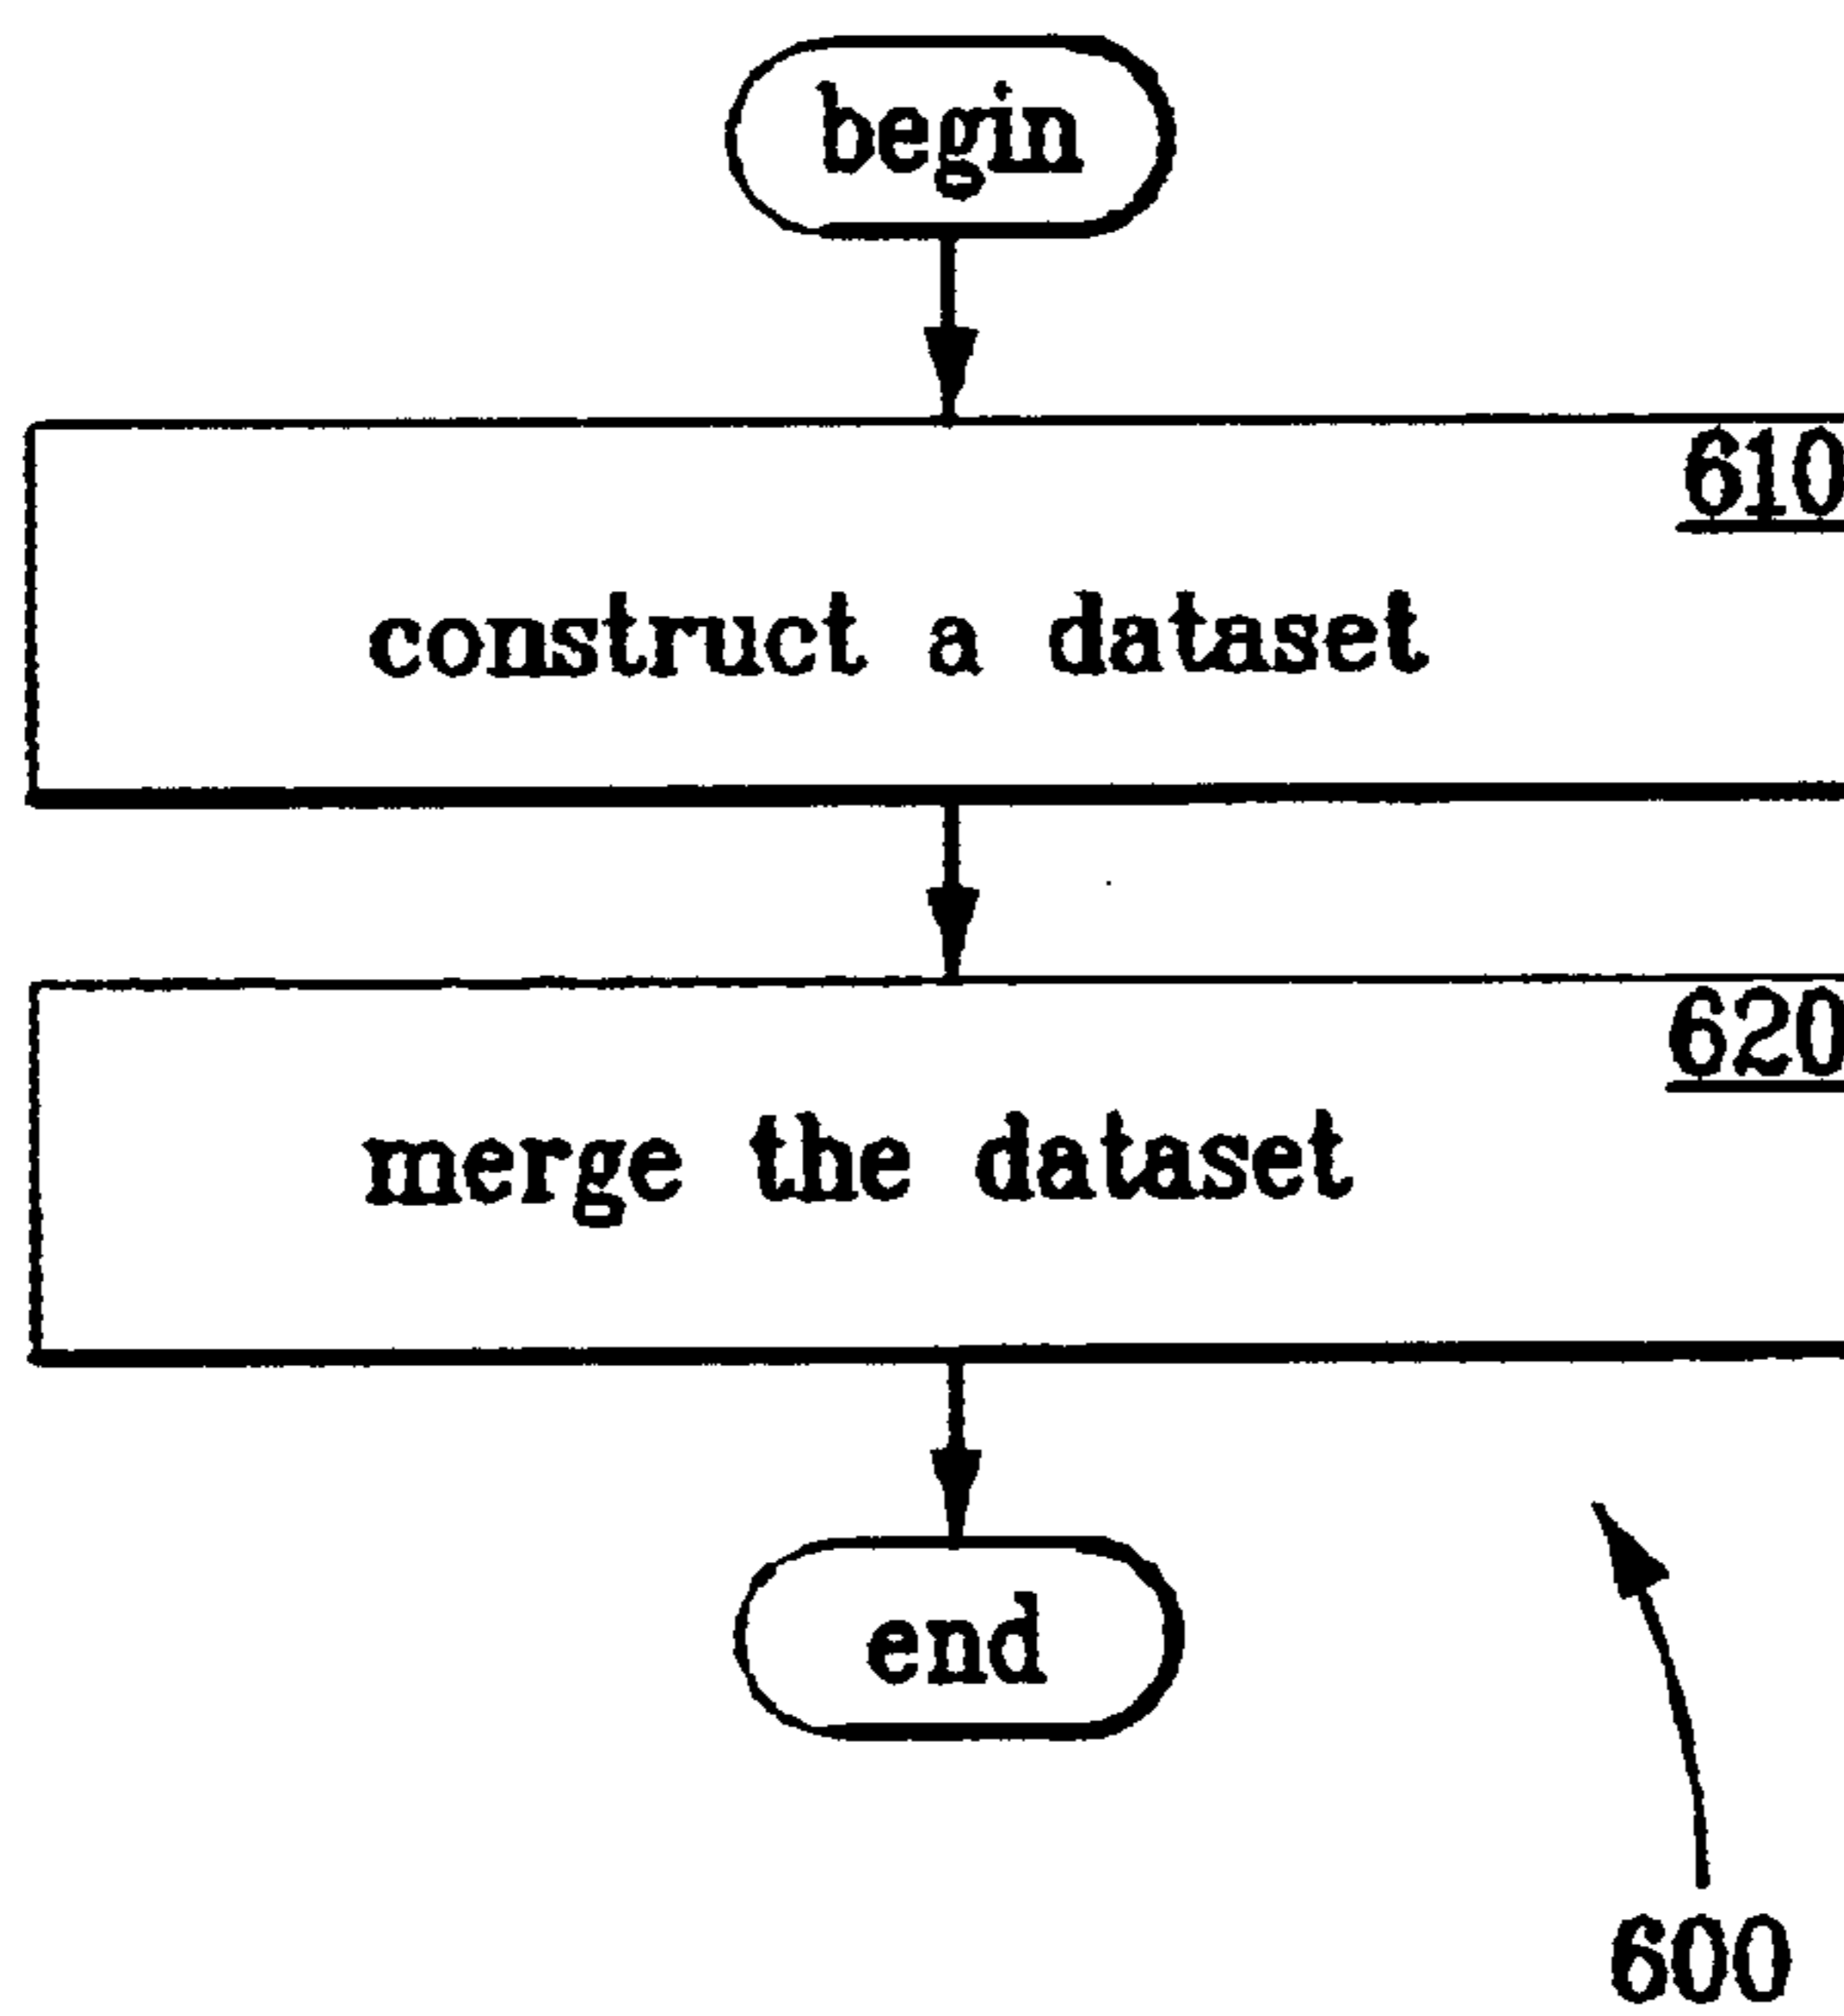 begin
610
construct a dataset
620
merge the dataset
end
600